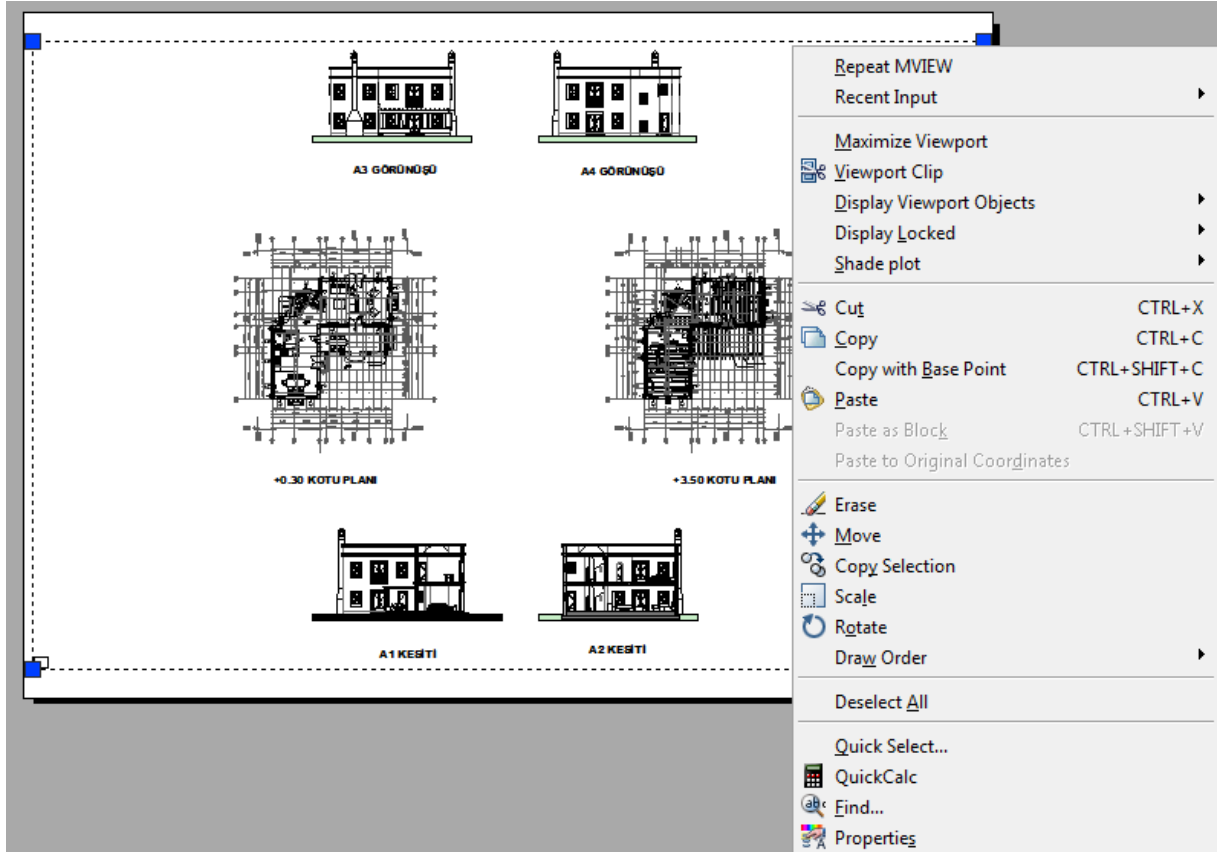 A3 GÖRÜNÜŞÜ
A4 GÖRÜNÜŞÜ
+0.30 KOTU PLANI
+3.50 KOTU PLANI
A1 KESİTİ
A2 KESİTİ
Repeat MVIEW
Recent Input
Maximize Viewport
Viewport Clip
Display Viewport Objects
Display Locked
Shade plot
Cut CTRL+X
Copy CTRL+C
Copy with Base Point CTRL+SHIFT+C
Paste CTRL+V
Paste as Block CTRL+SHIFT+V
Paste to Original Coordinates
Erase
Move
Copy Selection
Scale
Rotate
Draw Order
Deselect All
Quick Select...
QuickCalc
Find...
Properties